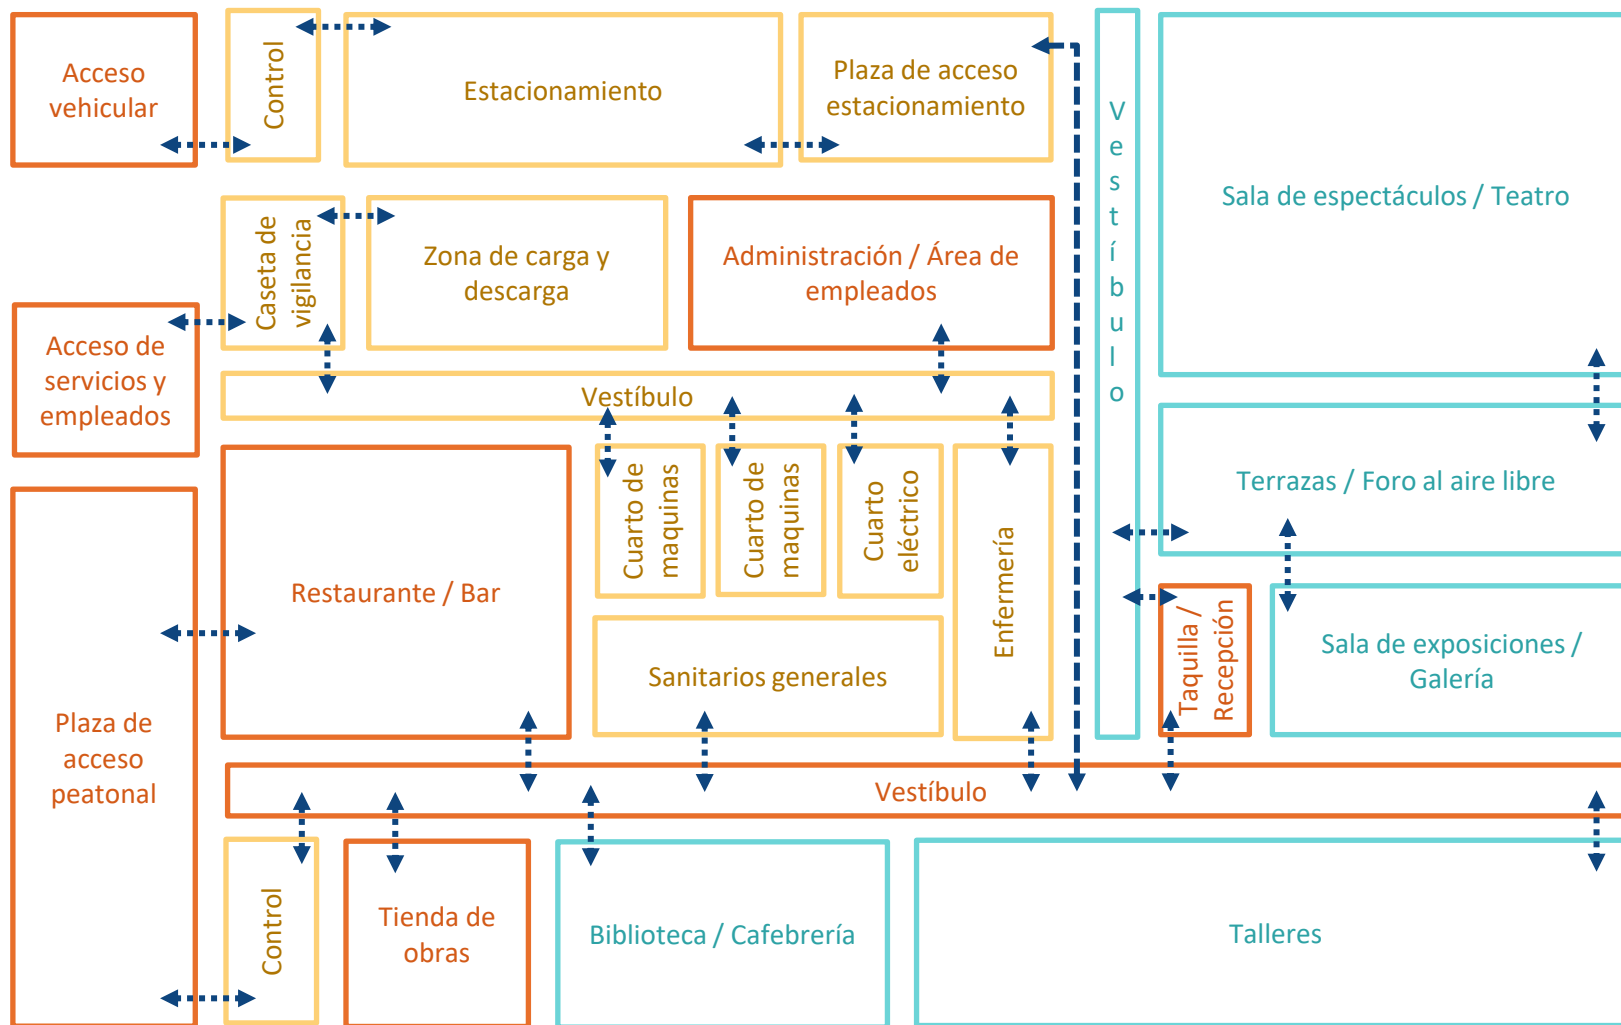 Acceso
vehicular
Control
Estacionamiento
Plaza de acceso
estacionamiento
Vestíbulo
Sala de espectáculos / Teatro
Caseta de
vigilancia
Zona de carga y
descarga
Administración / Área de
empleados
Acceso de
servicios y
empleados
Vestíbulo
Restaurante / Bar
Cuarto de
maquinas
Cuarto de
maquinas
Cuarto
eléctrico
Enfermería
Terrazas / Foro al aire libre
Sanitarios generales
Taquilla /
Recepción
Sala de exposiciones /
Galería
Plaza de
acceso
peatonal
Vestíbulo
Control
Tienda de
obras
Biblioteca / Cafebrería
Talleres